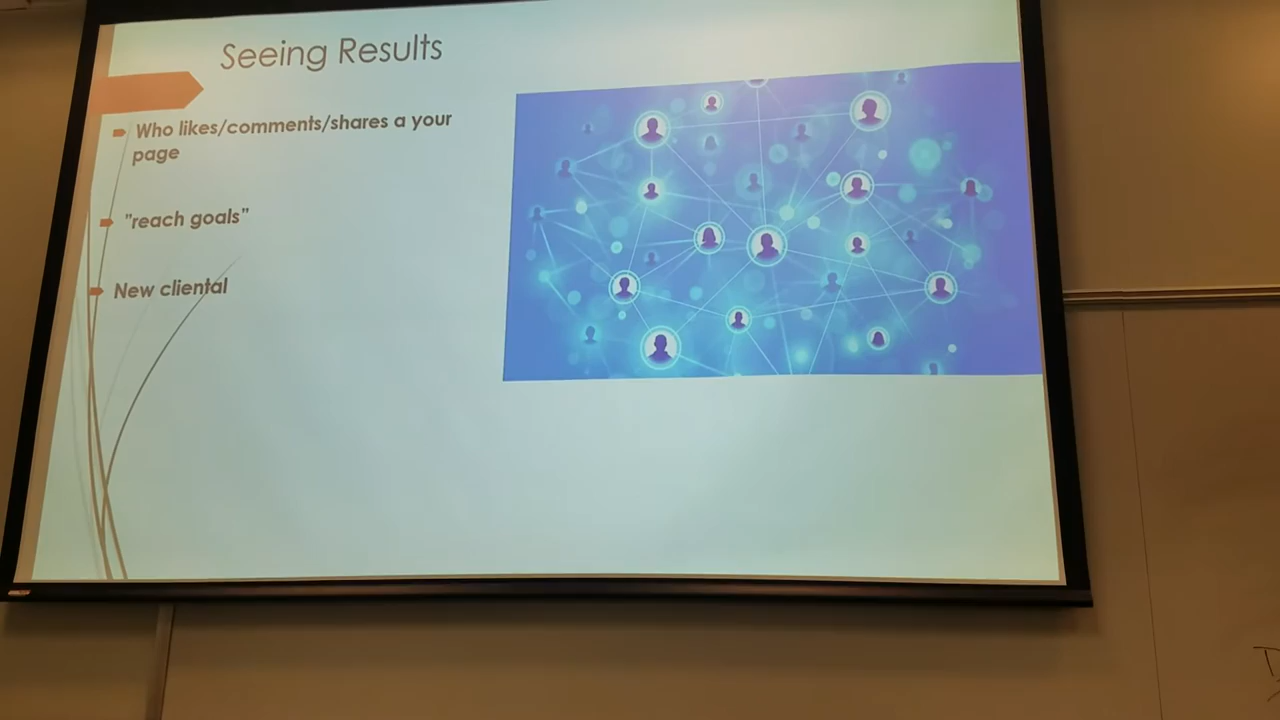 Seeing Results
Who likes/comments/shares a your
page
"reach goals"
New cliental